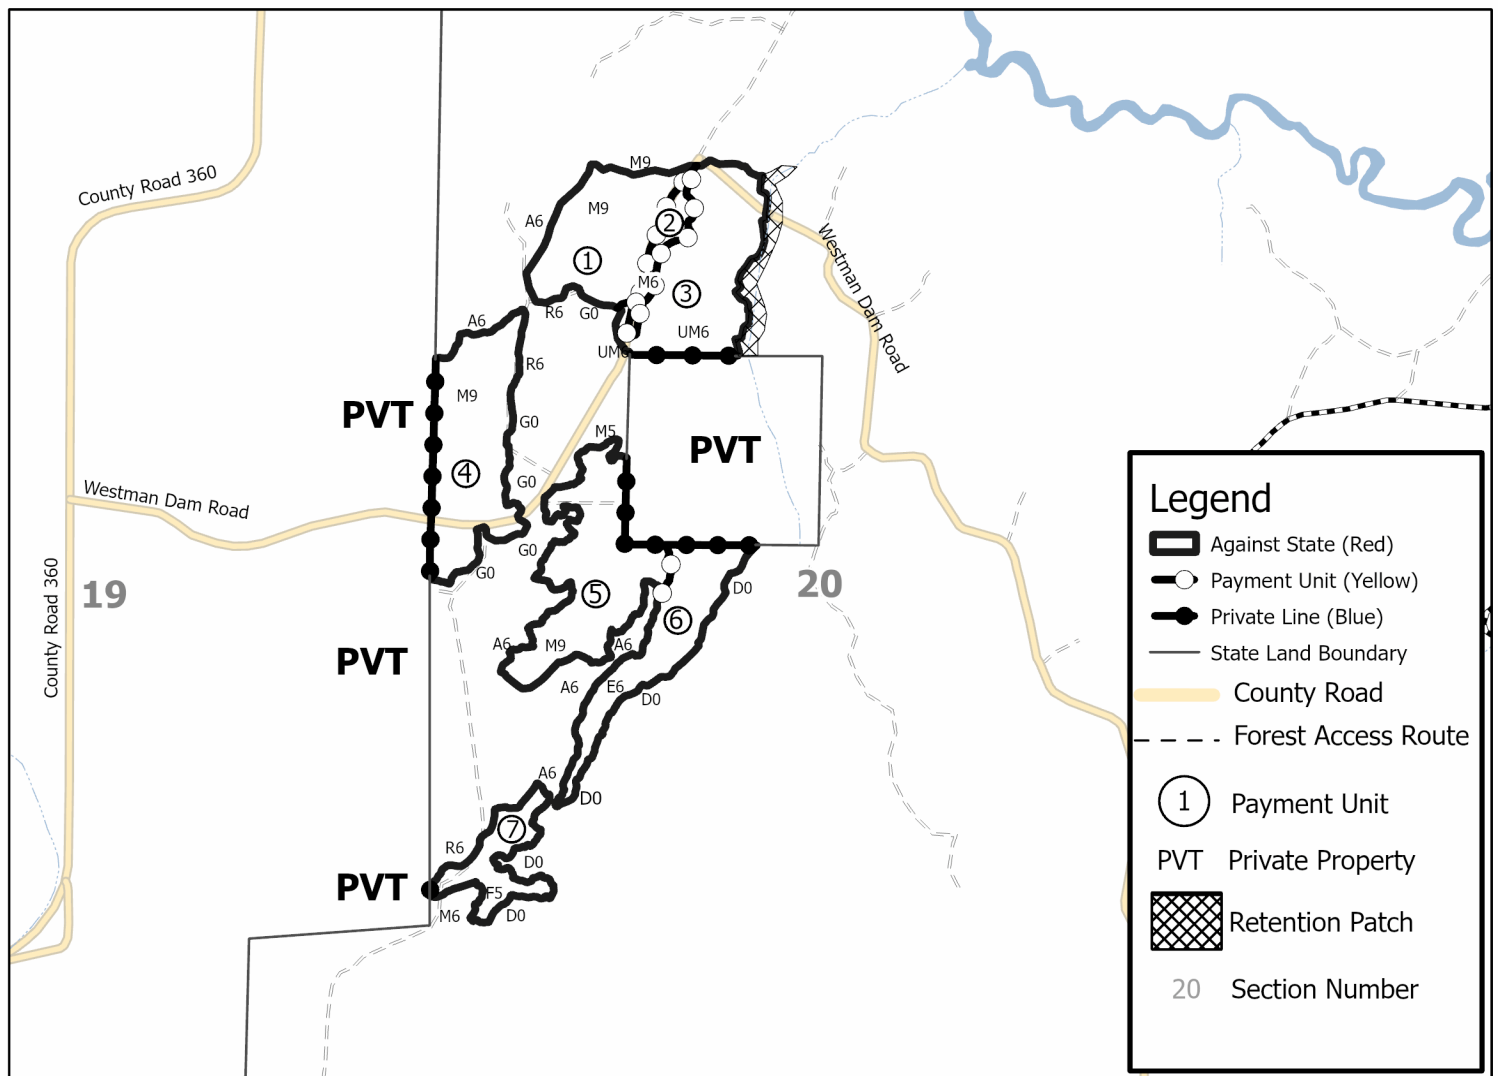 M9
County Road 360
M9
A6
2
Westman Dam Road
1
M6
3
R6
G0
UM6
A6
UM6
R6
M9
PVT
G0
M5
PVT
4
G0
Westman Dam Road
G0
G0
County Road 360
19
5
20
D0
6
A6
M9
A6
PVT
A6
E6
D0
A6
D0
7
R6
D0
PVT
F5
M6
D0
Legend
Against State (Red)
Payment Unit (Yellow)
Private Line (Blue)
State Land Boundary
County Road
Forest Access Route
1 Payment Unit
PVT Private Property
Retention Patch
20 Section Number